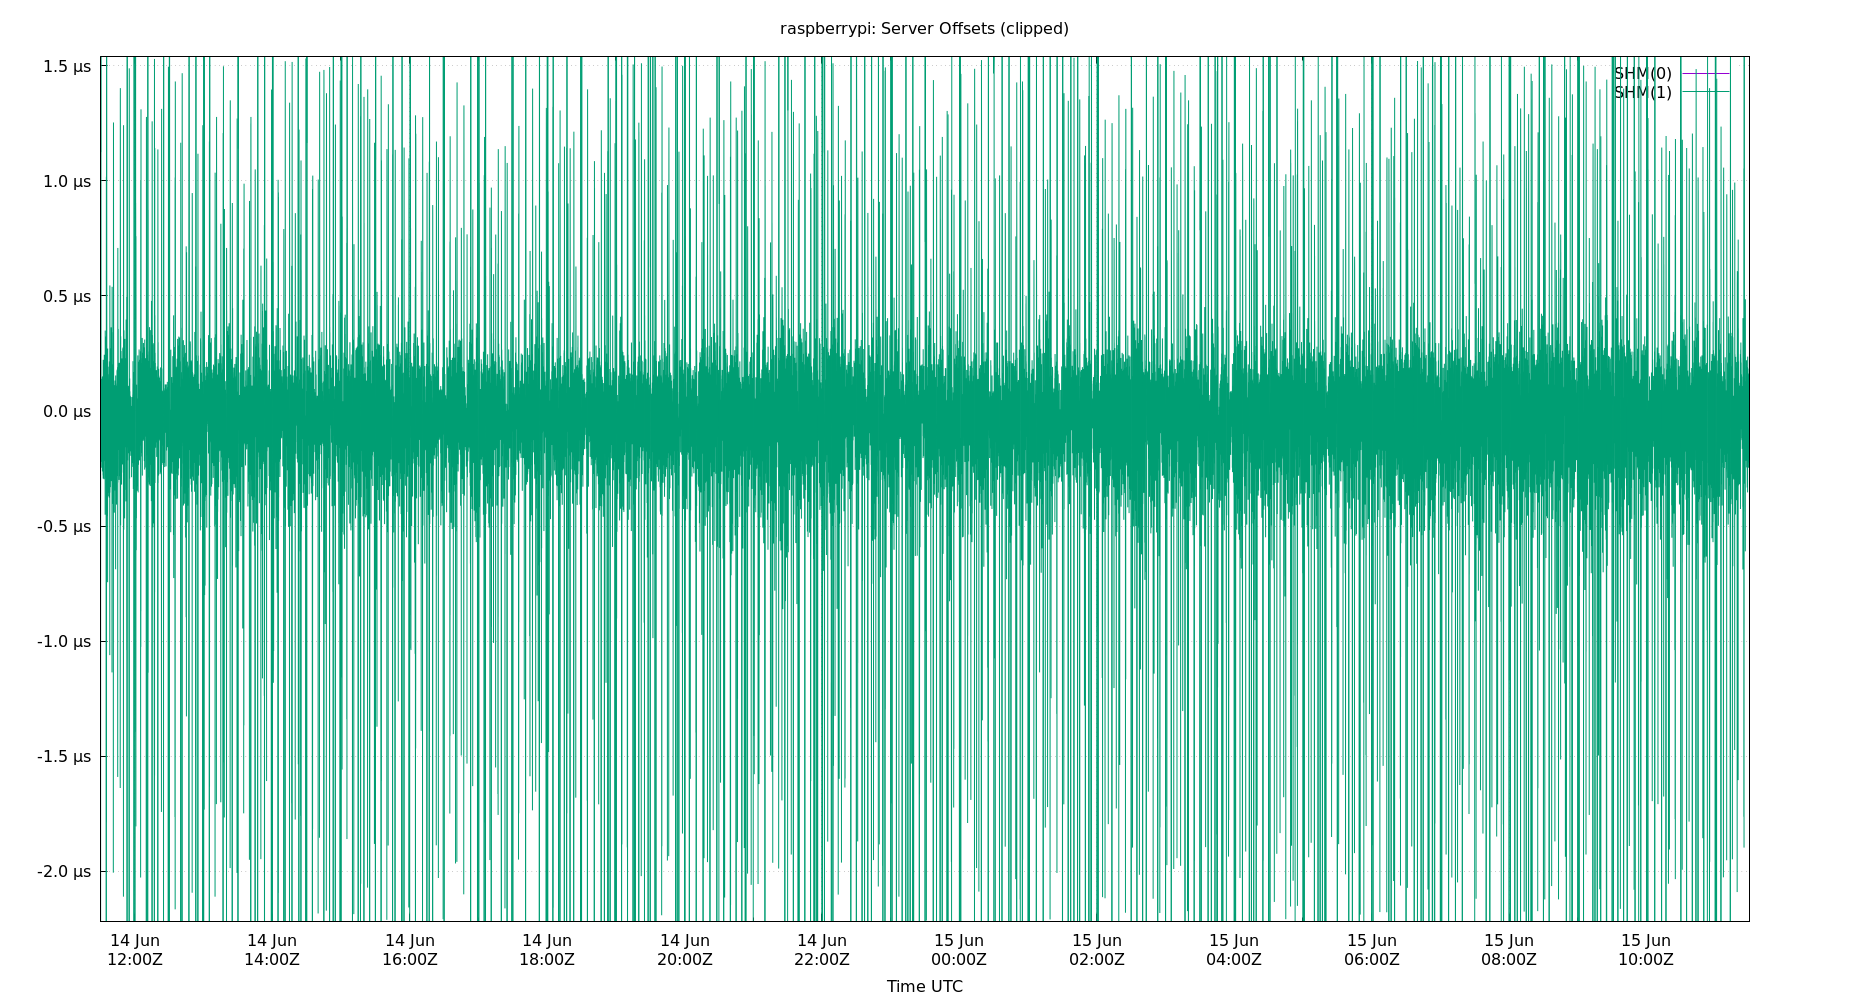 raspberrypi: Server Offsets (clipped)
SHM(0)
SHM(1)
1.5 µs
1.0 µs
0.5 µs
0.0 µs
-0.5 µs
-1.0 µs
-1.5 µs
-2.0 µs
14 Jun 14 Jun 14 Jun 14 Jun 14 Jun 14 Jun 15 Jun 15 Jun 15 Jun 15 Jun 15 Jun 15 Jun
12:00Z 14:00Z 16:00Z 18:00Z 20:00Z 22:00Z 00:00Z 02:00Z 04:00Z 06:00Z 08:00Z 10:00Z
Time UTC